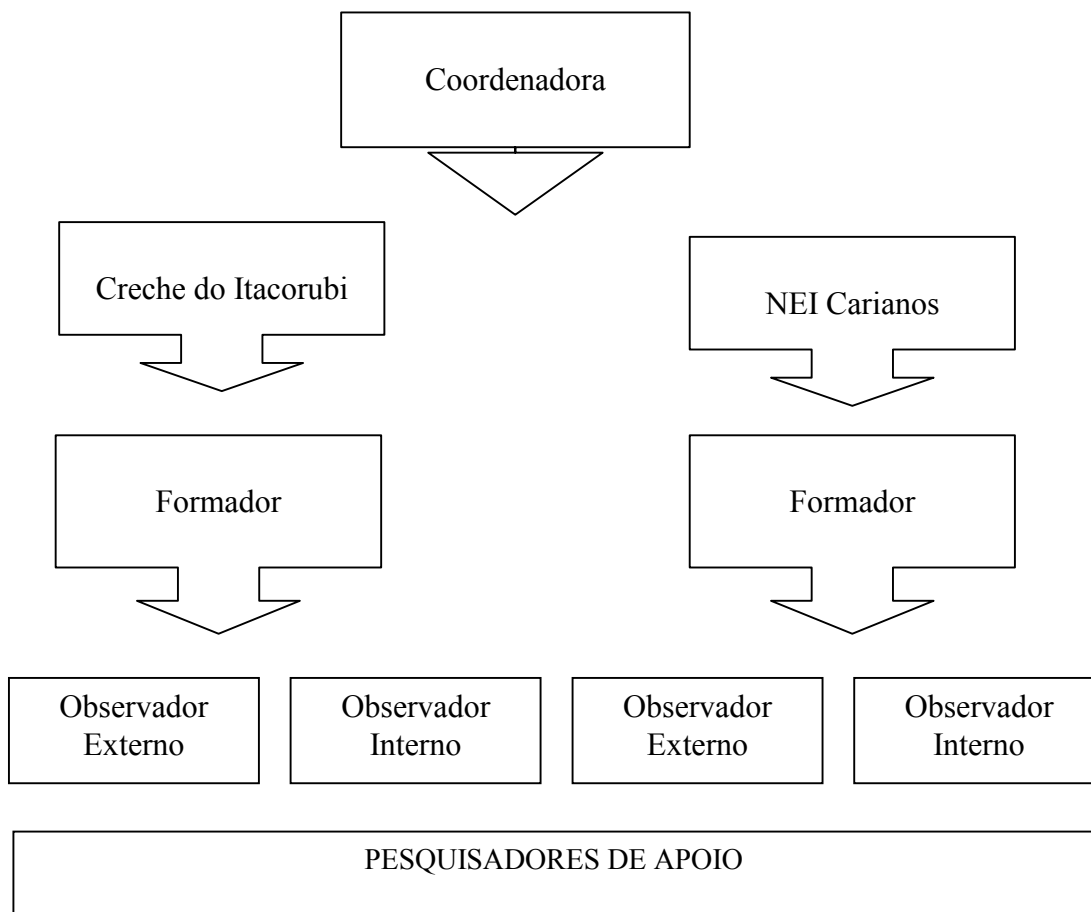 Coordenadora
Creche do Itacorubi
NEI Carianos
Formador
Formador
Observador
Externo
Observador
Interno
Observador
Externo
Observador
Interno
PESQUISADORES DE APOIO